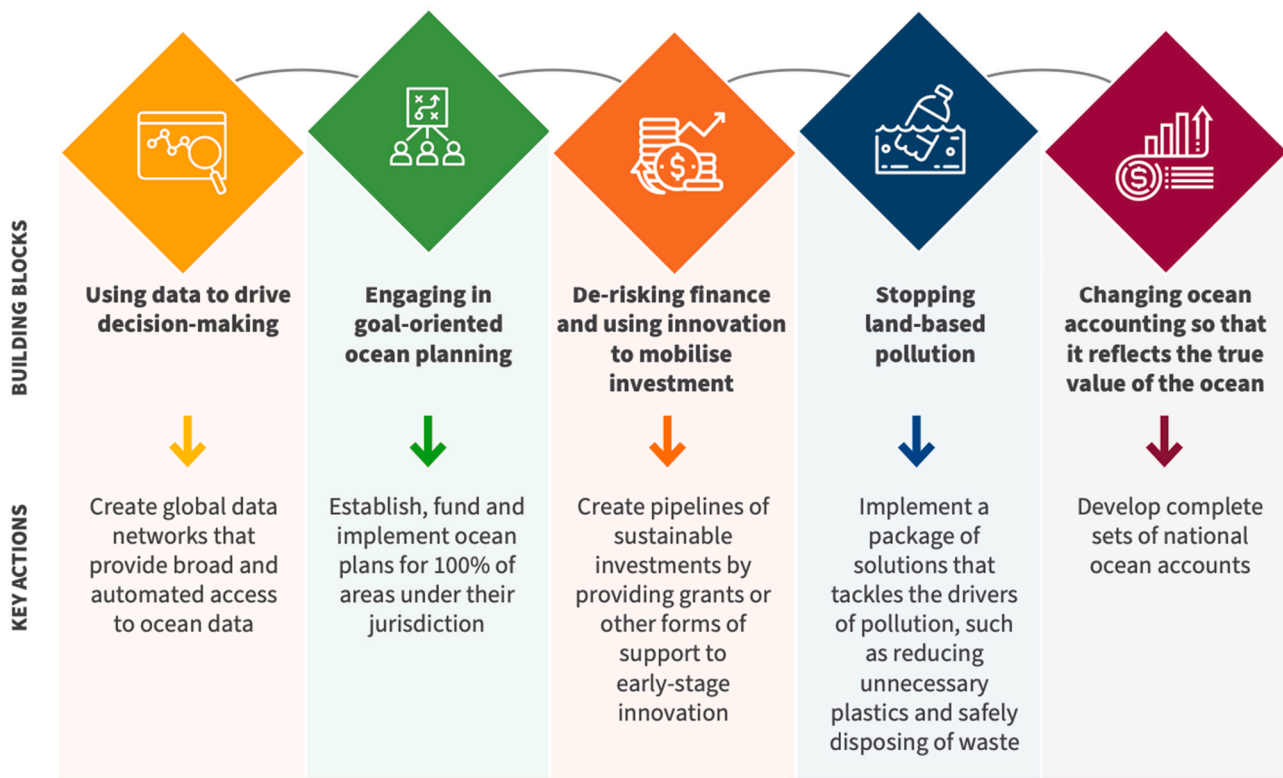 BUILDING BLOCKS
Using data to drive
decision-making
Engaging in
goal-oriented
ocean planning
De-risking finance
and using innovation
to mobilise
investment
Stopping
land-based
pollution
Changing ocean
accounting so that
it reflects the true
value of the ocean
KEY ACTIONS
Create global data
networks that
provide broad and
automated access
to ocean data
Establish, fund and
implement ocean
plans for 100% of
areas under their
jurisdiction
Create pipelines of
sustainable
investments by
providing grants or
other forms of
support to
early-stage
innovation
Implement a
package of
solutions that
tackles the drivers
of pollution, such
as reducing
unnecessary
plastics and safely
disposing of waste
Develop complete
sets of national
ocean accounts